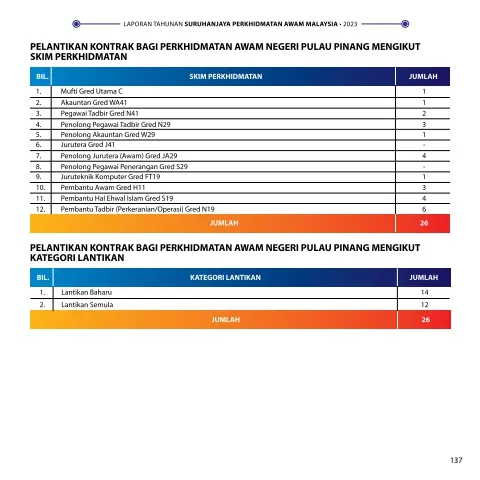 LAPORAN TAHUNAN SURUHANJAYA PERKHIDMATAN AWAM MALAYSIA • 2023
PELANTIKAN KONTRAK BAGI PERKHIDMATAN AWAM NEGERI PULAU PINANG MENGIKUT
SKIM PERKHIDMATAN
BIL. SKIM PERKHIDMATAN JUMLAH
1. Mufti Gred Utama C 1
2. Akauntan Gred WA41 1
3. Pegawai Tadbir Gred N41 2
4. Penolong Pegawai Tadbir Gred N29 3
5. Penolong Akauntan Gred W29 1
6. Jurutera Gred J41 -
7. Penolong Jurutera (Awam) Gred JA29 4
8. Penolong Pegawai Penerangan Gred S29 -
9. Juruteknik Komputer Gred FT19 1
10. Pembantu Awam Gred H11 3
11. Pembantu Hal Ehwal Islam Gred S19 4
12. Pembantu Tadbir (Perkeranian/Operasi) Gred N19 6
JUMLAH 26
PELANTIKAN KONTRAK BAGI PERKHIDMATAN AWAM NEGERI PULAU PINANG MENGIKUT
KATEGORI LANTIKAN
BIL. KATEGORI LANTIKAN JUMLAH
1. Lantikan Baharu 14
2. Lantikan Semula 12
JUMLAH 26
137